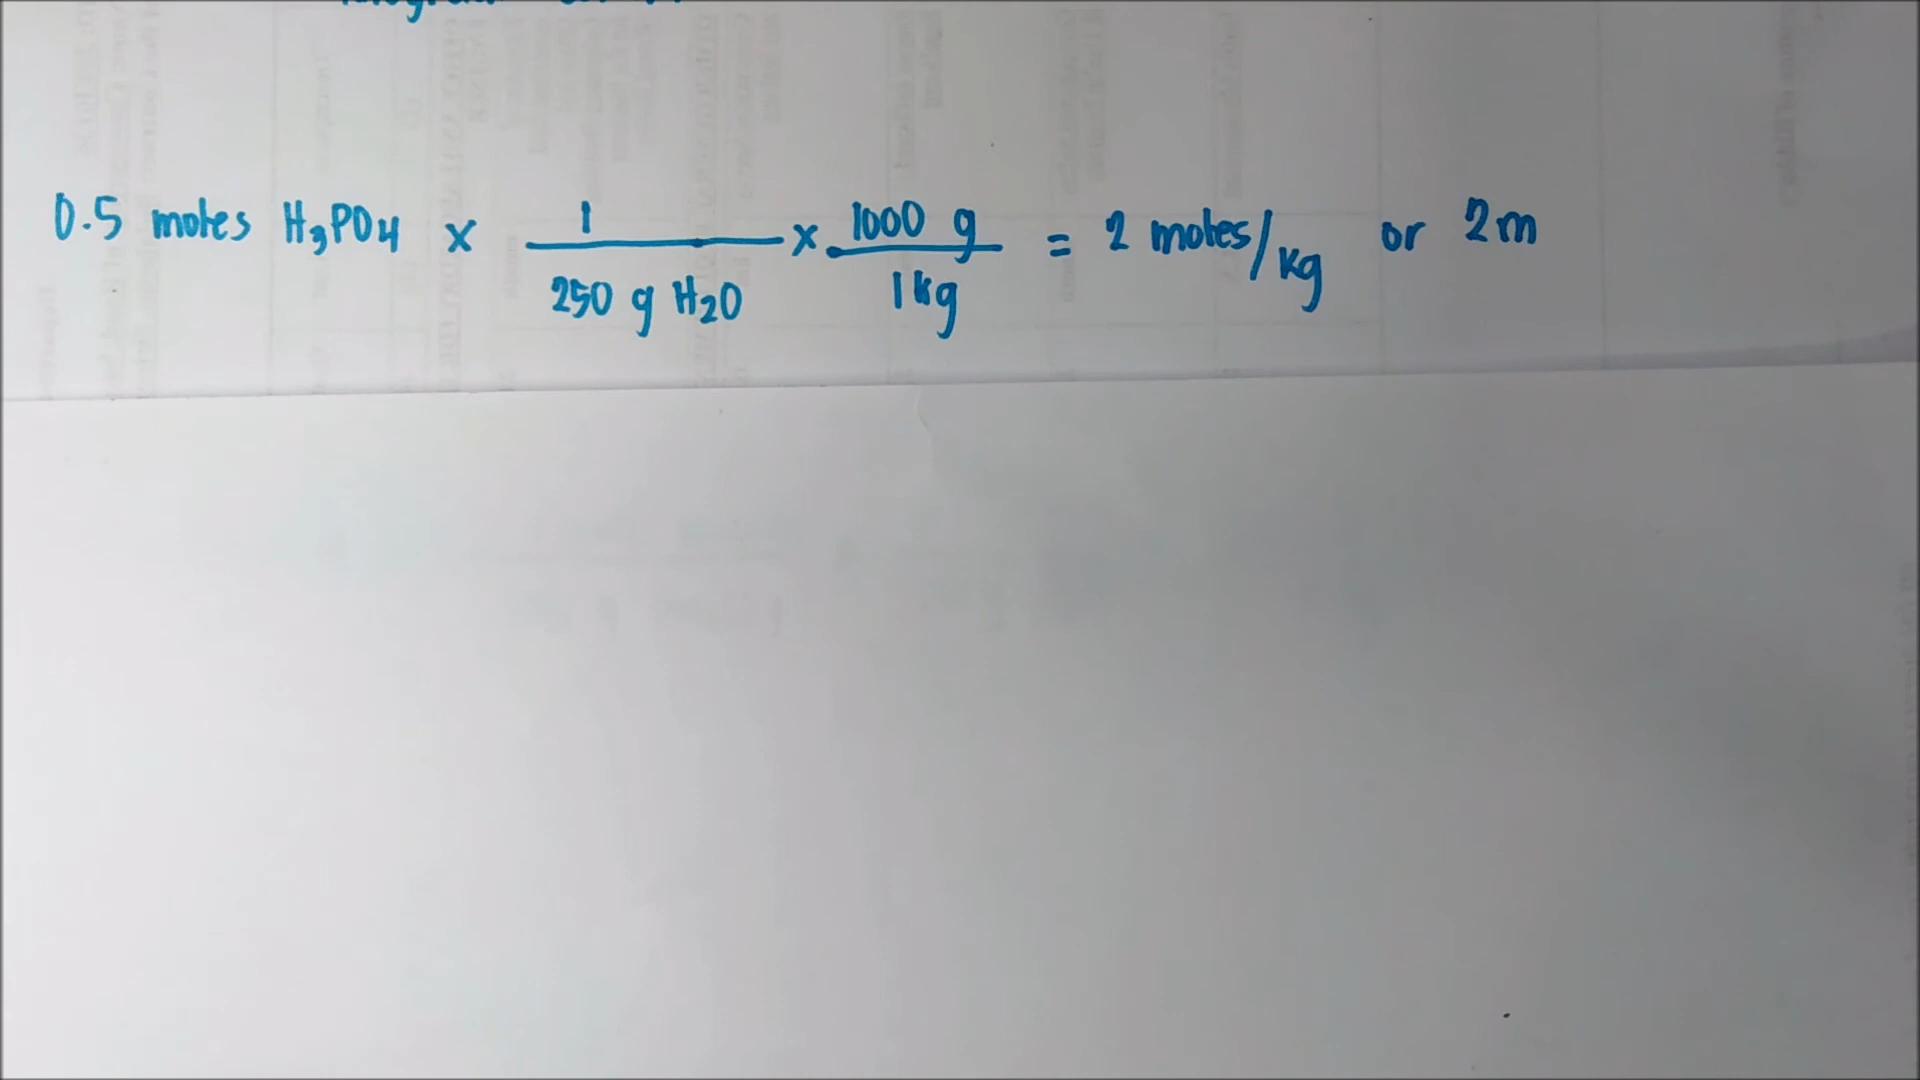 0.5 moles H₃PO₄ x 1 / 250 g H₂O x 1000 g / 1 kg = 2 moles/kg or 2m